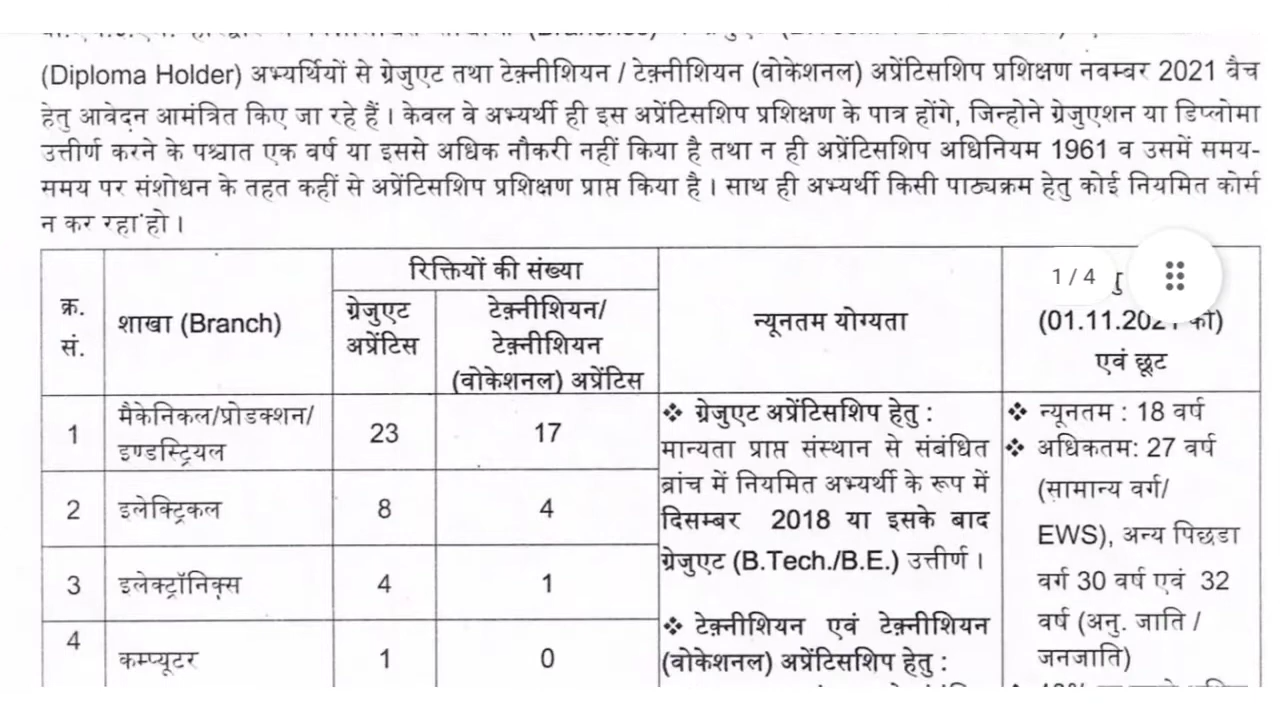 (Diploma Holder) अभ्यर्थियों से ग्रेजुएट तथा टेक़्नीशियन / टेक़्नीशियन (वोकेशनल) अप्रेंटिसशिप प्रशिक्षण नवम्बर 2021 वैच
हेतु आवेदन आमंत्रित किए जा रहे हैं। केवल वे अभ्यर्थी ही इस अप्रेंटिसशिप प्रशिक्षण के पात्र होंगे, जिन्होने ग्रेजुएशन या डिप्लोमा
उत्तीर्ण करने के पश्चात एक वर्ष या इससे अधिक नौकरी नहीं किया है तथा न ही अप्रेंटिसशिप अधिनियम 1961 व उसमें समय-
समय पर संशोधन के तहत कहीं से अप्रेंटिसशिप प्रशिक्षण प्राप्त किया है। साथ ही अभ्यर्थी किसी पाठ्यक्रम हेतु कोई नियमित कोर्स
न कर रहा हो।
क्र.
सं.
शाखा (Branch)
रिक्तियों की संख्या
ग्रेजुएट
अप्रेंटिस
टेक़्नीशियन/
टेक़्नीशियन
(वोकेशनल) अप्रेंटिस
न्यूनतम योग्यता
1 / 4
(01.11.2021 को)
एवं छूट
1
मैकेनिकल/प्रोडक्शन/
इण्डस्ट्रियल
23
17
2
इलेक्ट्रिकल
8
4
3
इलेक्ट्रॉनिक्स
4
1
4
कम्प्यूटर
1
0
❖ ग्रेजुएट अप्रेंटिसशिप हेतु :
मान्यता प्राप्त संस्थान से संबंधित
ब्रांच में नियमित अभ्यर्थी के रूप में
दिसम्बर 2018 या इसके बाद
ग्रेजुएट (B.Tech./B.E.) उत्तीर्ण।
❖ टेक़्नीशियन एवं टेक़्नीशियन
(वोकेशनल) अप्रेंटिसशिप हेतु :
❖ न्यूनतम : 18 वर्ष
❖ अधिकतम: 27 वर्ष
(सामान्य वर्ग/
EWS), अन्य पिछडा
वर्ग 30 वर्ष एवं 32
वर्ष (अनु. जाति /
जनजाति)